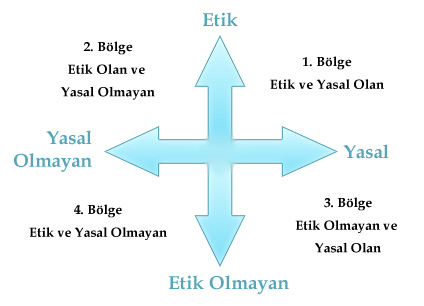 Etik
2. Bölge
Etik Olan ve
Yasal Olmayan
1. Bölge
Etik ve Yasal Olan
Yasal
Olmayan
Yasal
4. Bölge
Etik ve Yasal Olmayan
3. Bölge
Etik Olmayan ve
Yasal Olan
Etik Olmayan